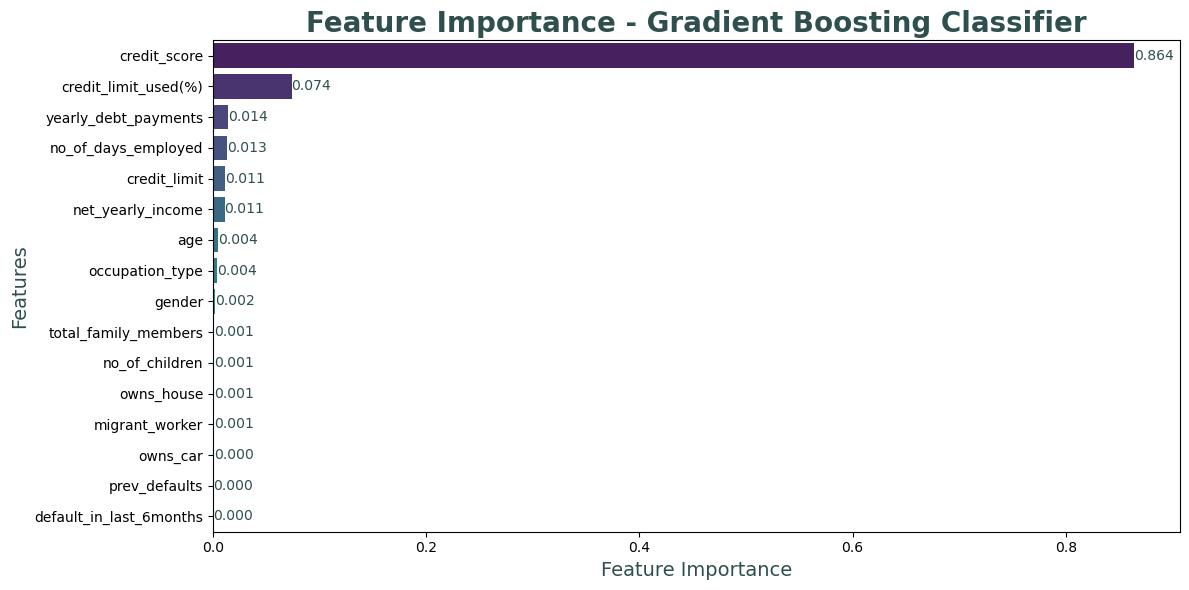 Feature Importance - Gradient Boosting Classifier
credit_score 0.864
credit_limit_used(%) 0.074
yearly_debt_payments 0.014
no_of_days_employed 0.013
credit_limit 0.011
net_yearly_income 0.011
age 0.004
occupation_type 0.004
gender 0.002
total_family_members 0.001
no_of_children 0.001
owns_house 0.001
migrant_worker 0.001
owns_car 0.000
prev_defaults 0.000
default_in_last_6months 0.000
Features
0.0 0.2 0.4 0.6 0.8
Feature Importance